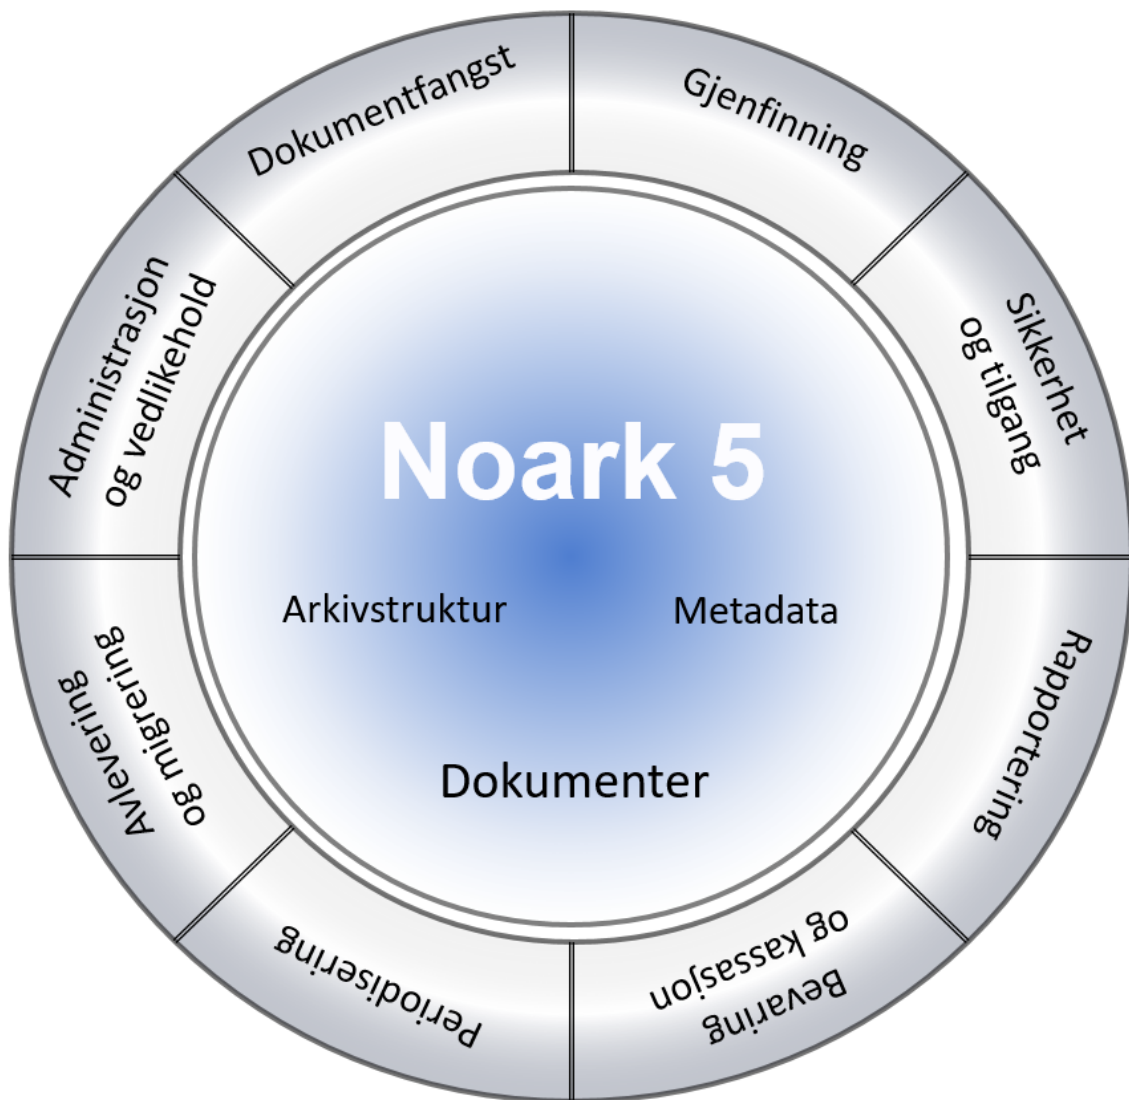 Dokumentfangst
Gjenfinning
Sikkerhet
og tilgang
Rapportering
Bevaring
og kassasjon
Periodisering
Avlevering
og migrering
Administrasjon
og vedlikehold
Noark 5
Arkivstruktur
Metadata
Dokumenter